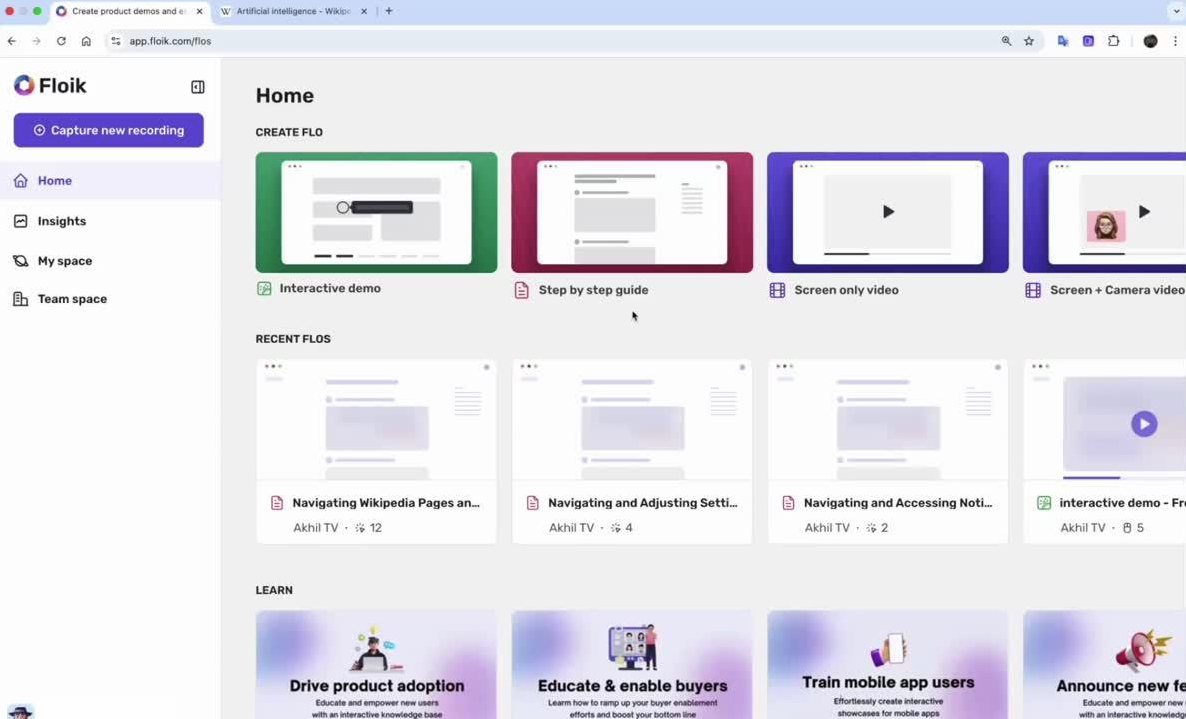 Create product demos and e
Artificial intelligence - Wikipe
app.floik.com/flos
Floik
Capture new recording
Home
Insights
My space
Team space
Home
CREATE FLO
Interactive demo
Step by step guide
Screen only video
Screen + Camera video
RECENT FLOS
Navigating Wikipedia Pages an...
Akhil TV · 12
Navigating and Adjusting Setti...
Akhil TV · 4
Navigating and Accessing Noti...
Akhil TV · 2
interactive demo - Fr
Akhil TV · 5
LEARN
Drive product adoption
Educate and empower new users
with an interactive knowledge base
Educate & enable buyers
Learn how to ramp up your buyer enablement
efforts and boost your bottom line
Train mobile app users
Effortlessly create interactive
showcases for mobile apps
Announce new fe
Educate and empower new
with an interactive knowled